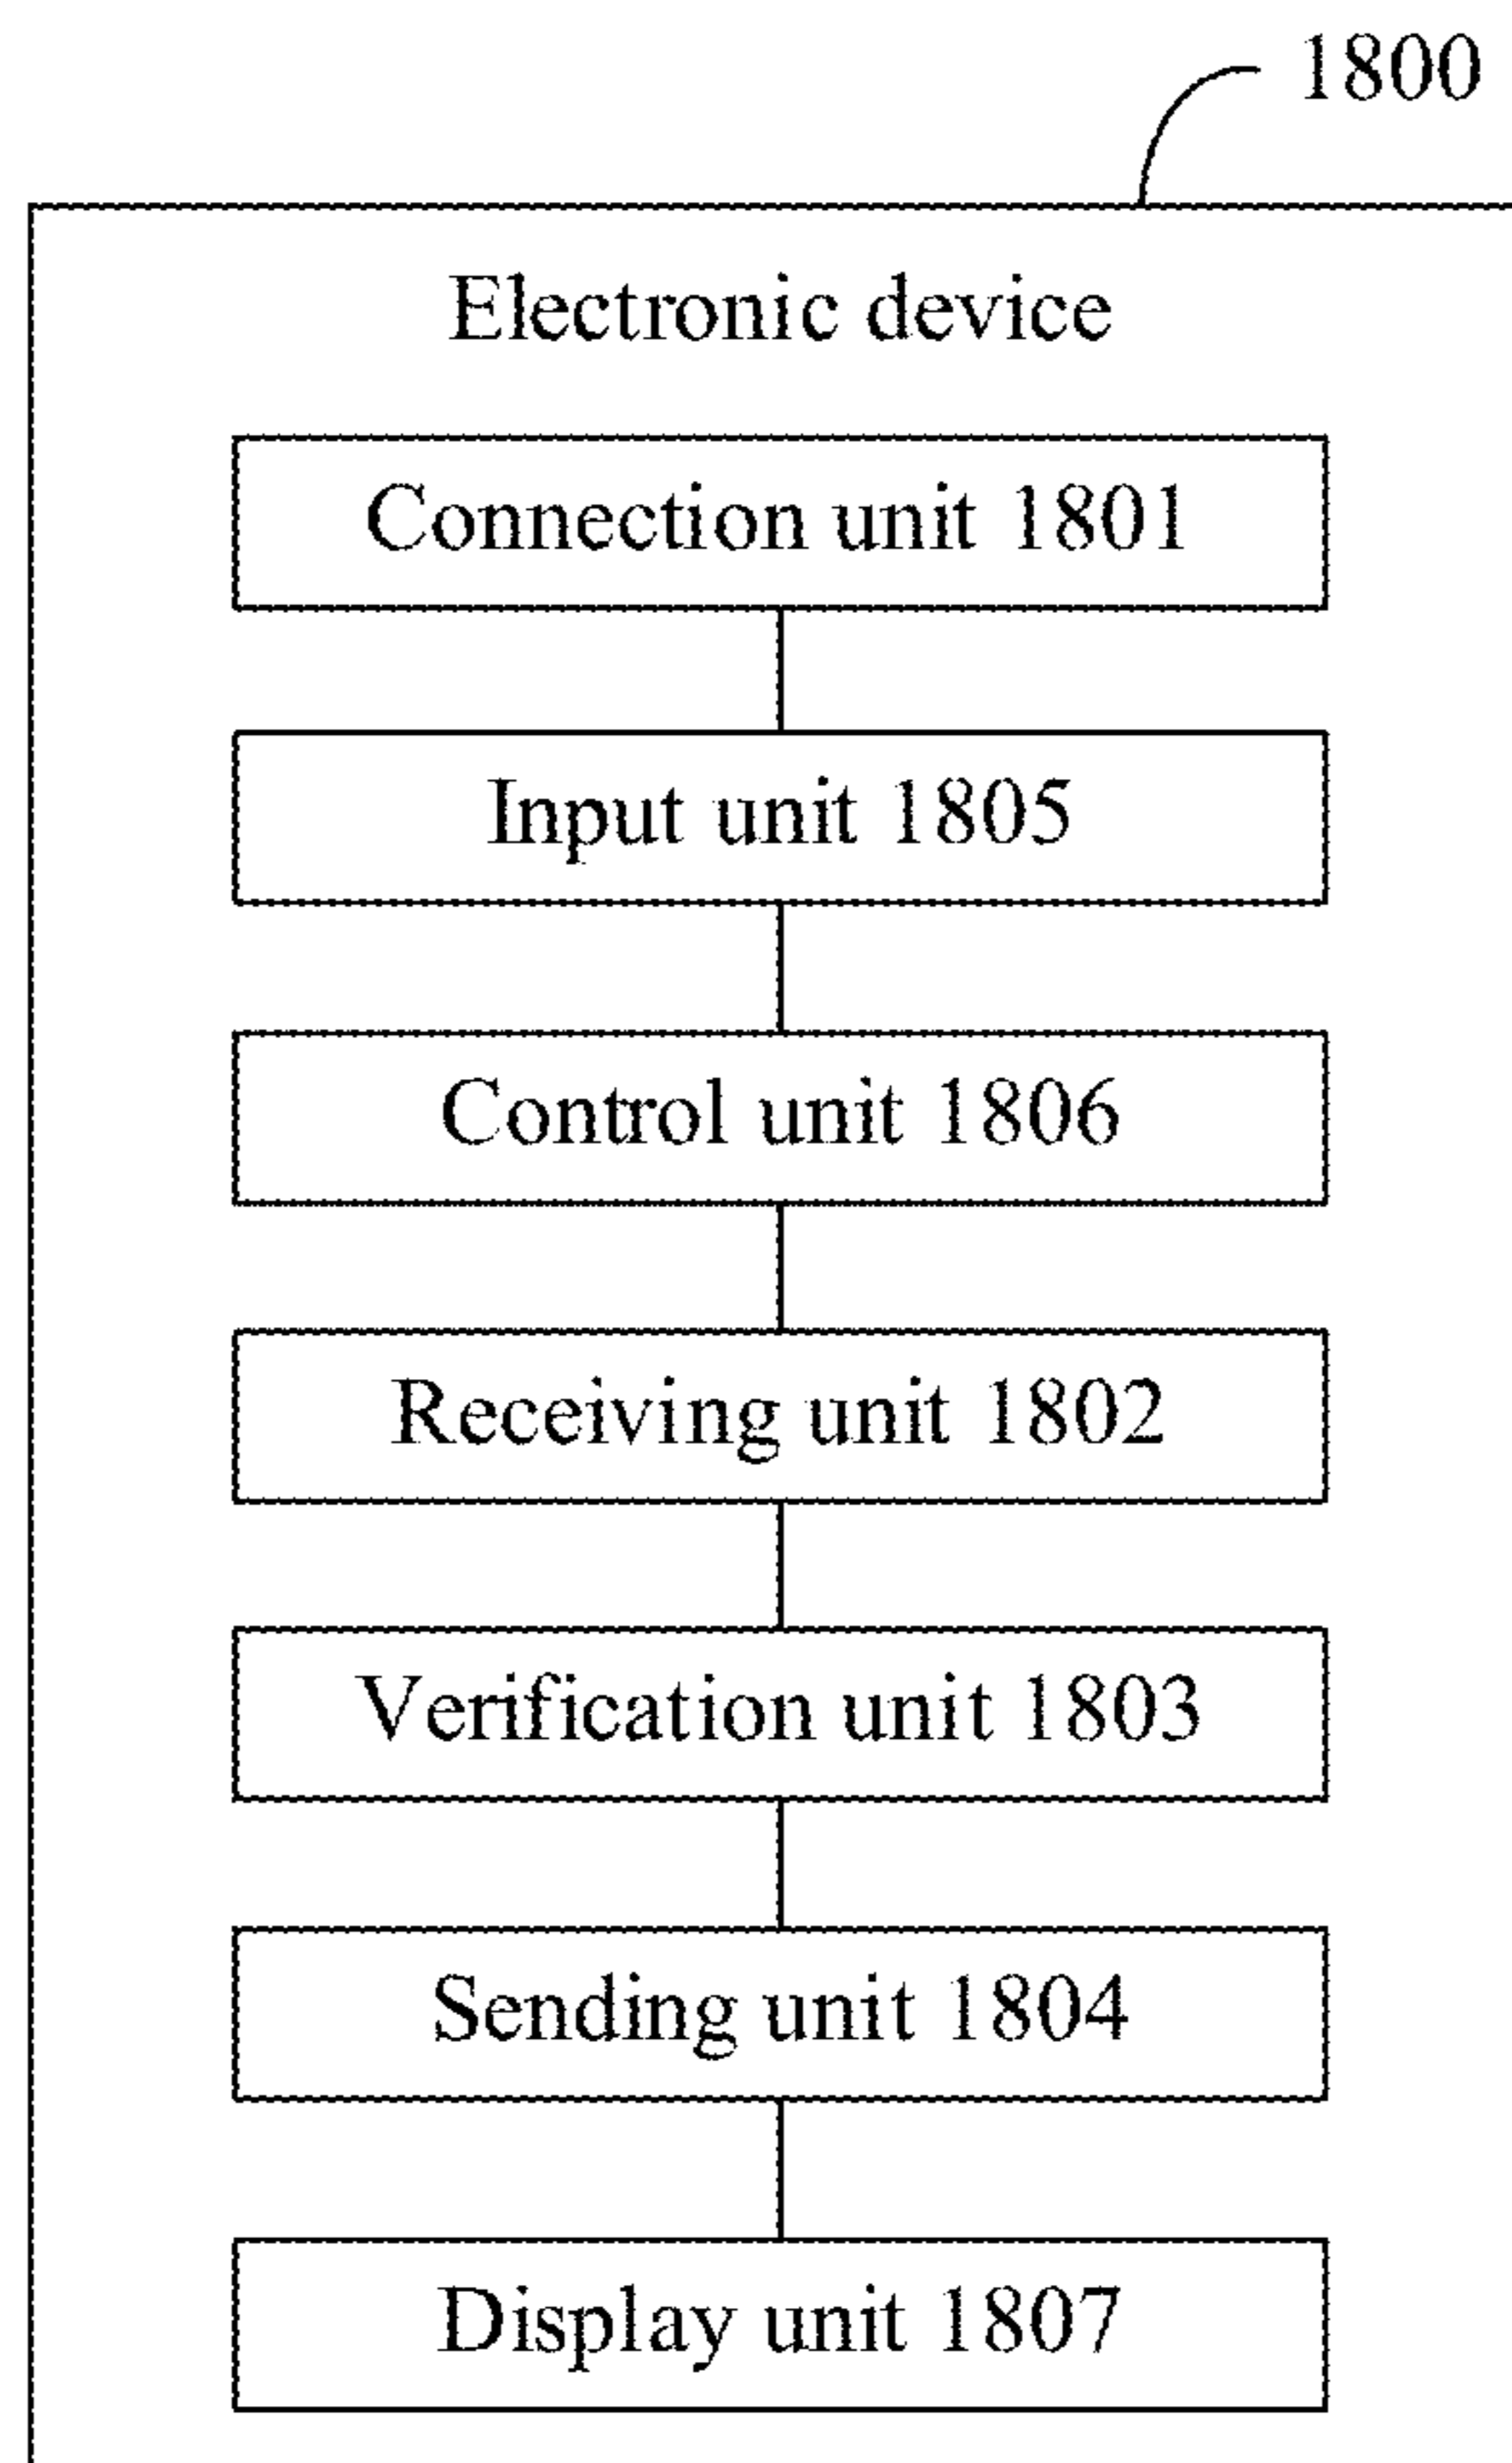 1800
Electronic device
Connection unit 1801
Input unit 1805
Control unit 1806
Receiving unit 1802
Verification unit 1803
Sending unit 1804
Display unit 1807